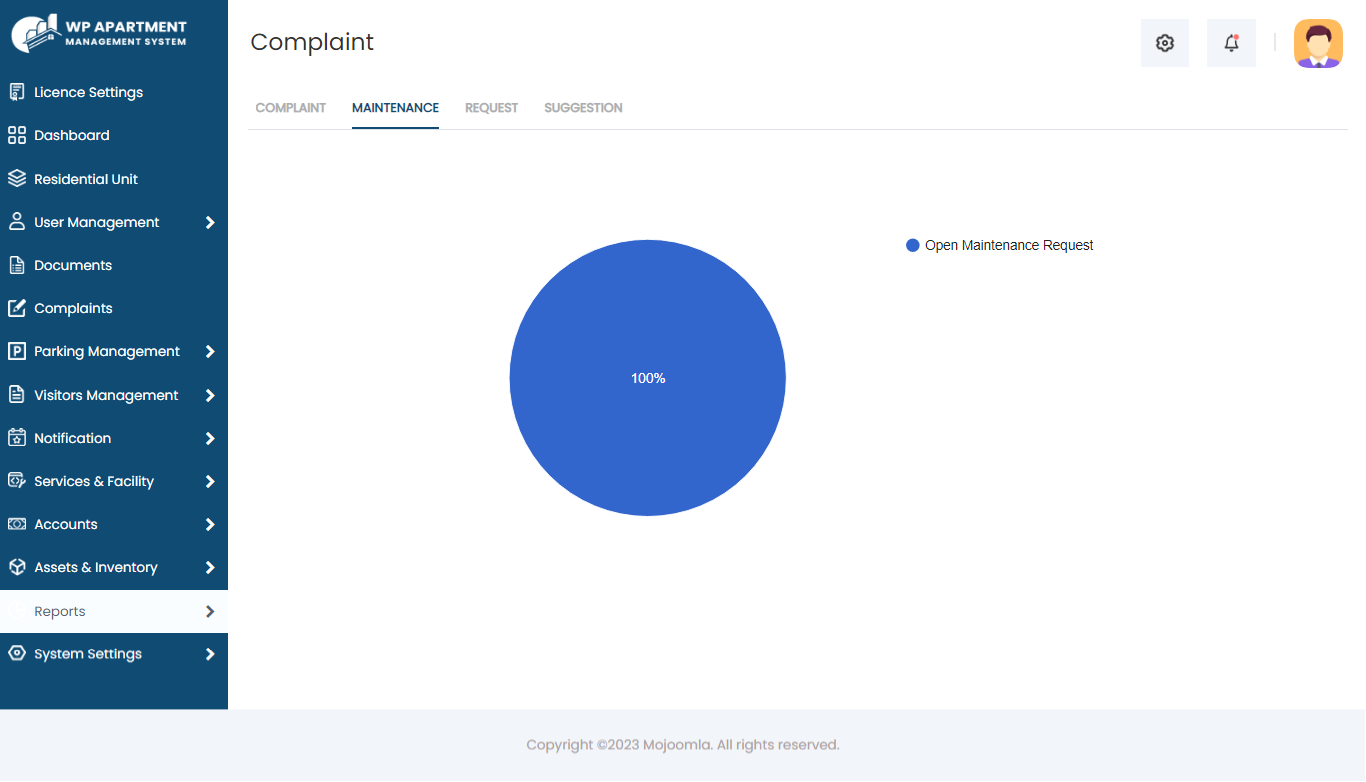 WP APARTMENT
MANAGEMENT SYSTEM
Licence Settings
Dashboard
Residential Unit
User Management
Documents
Complaints
Parking Management
Visitors Management
Notification
Services & Facility
Accounts
Assets & Inventory
Reports
System Settings
Complaint
COMPLAINT MAINTENANCE REQUEST SUGGESTION
Open Maintenance Request
100%
Copyright ©2023 Mojoomla. All rights reserved.